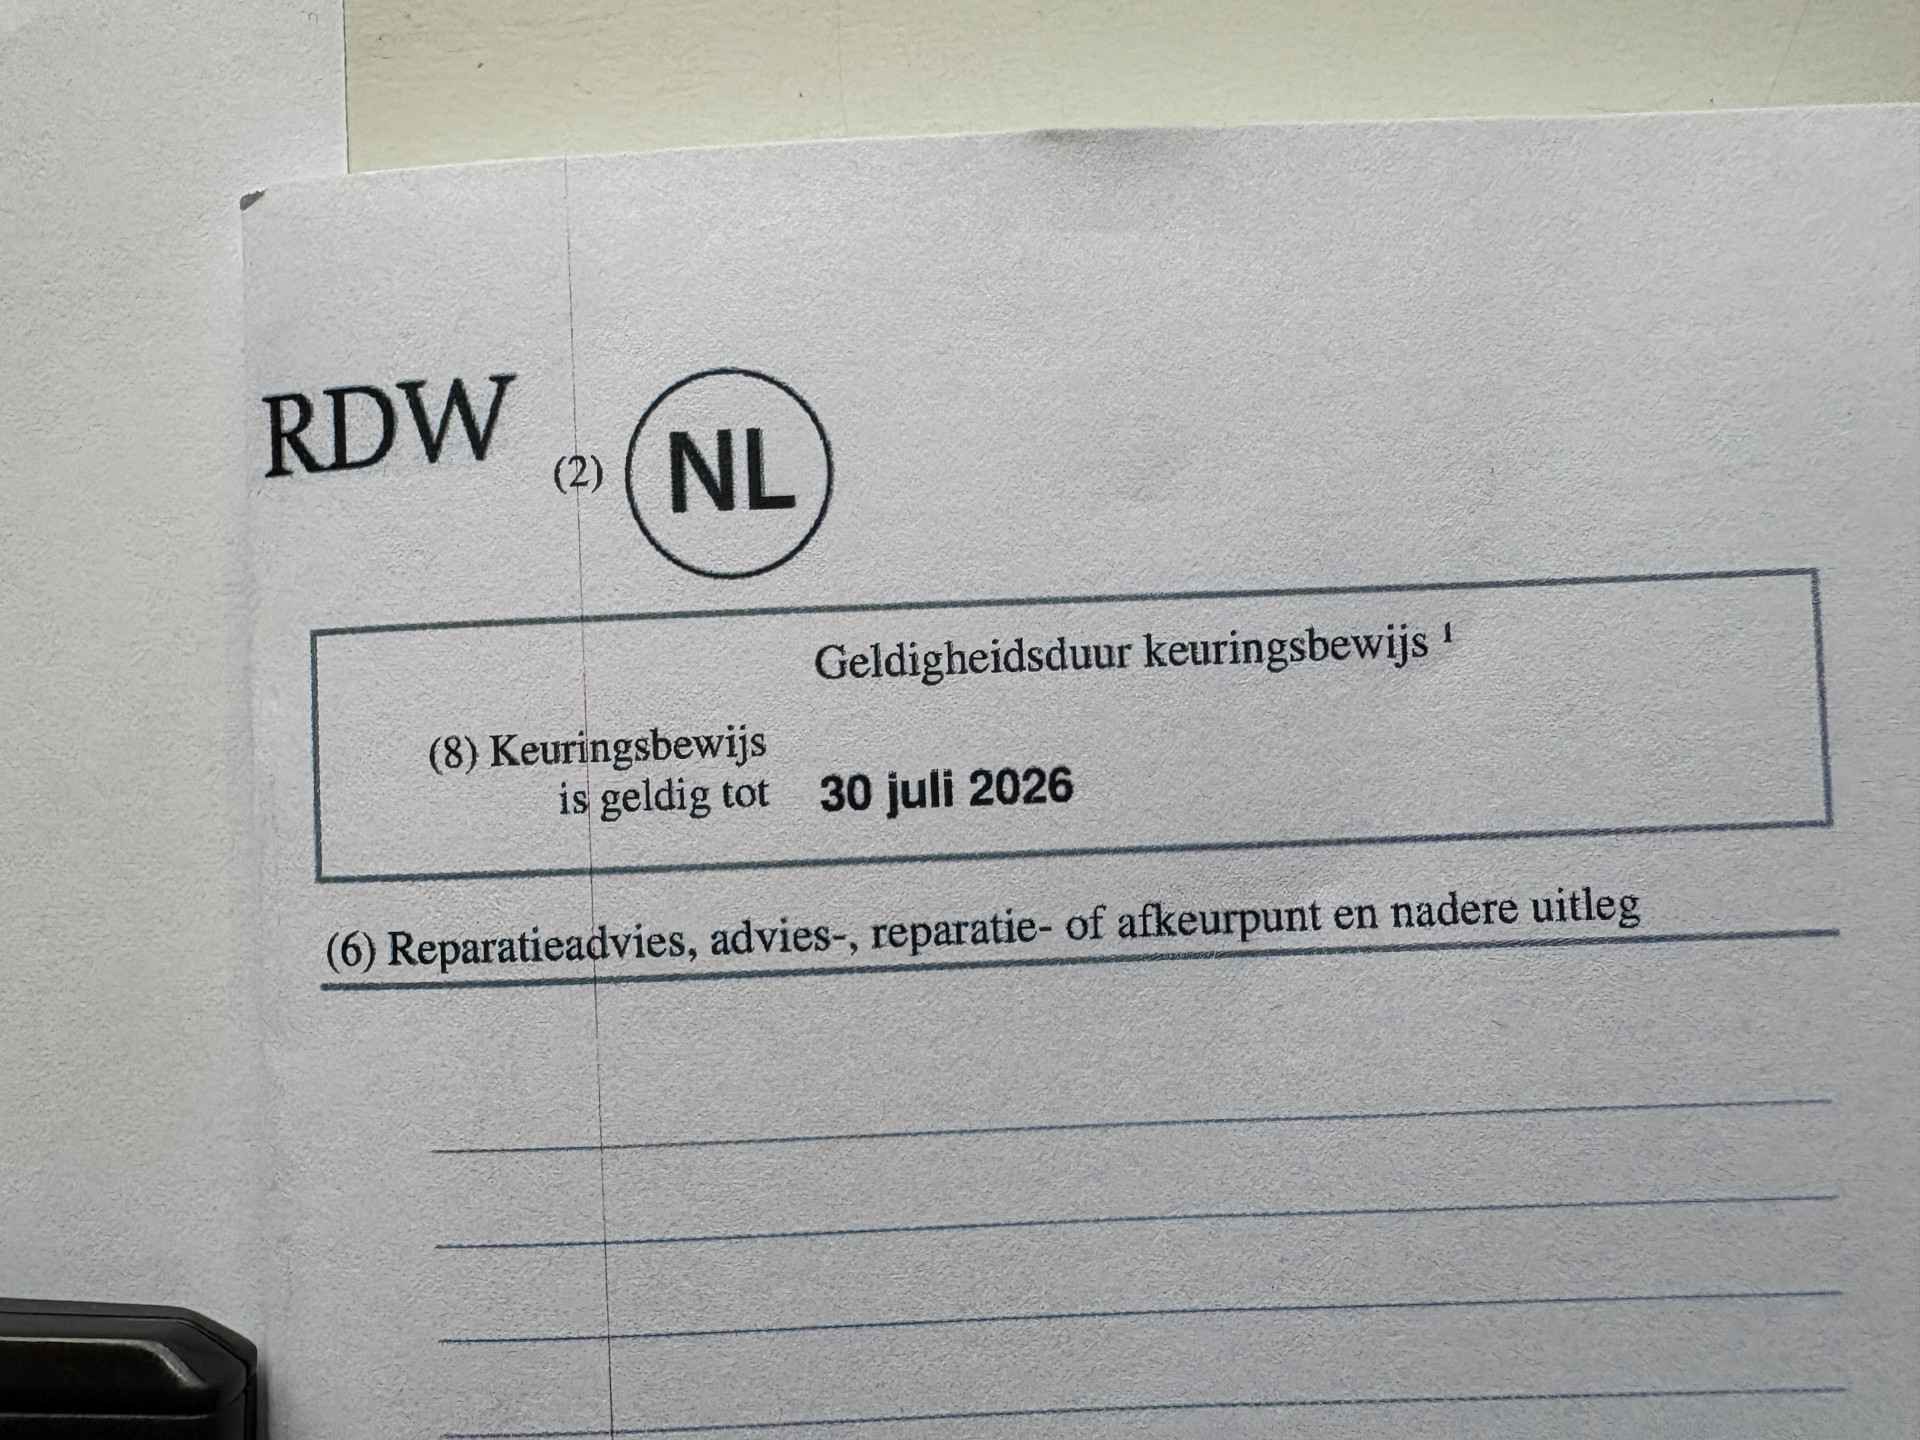 RDW (2) NL
Geldigheidsduur keuringsbewijs ¹
(8) Keuringsbewijs
is geldig tot 30 juli 2026
(6) Reparatieadvies, advies-, reparatie- of afkeurpunt en nadere uitleg